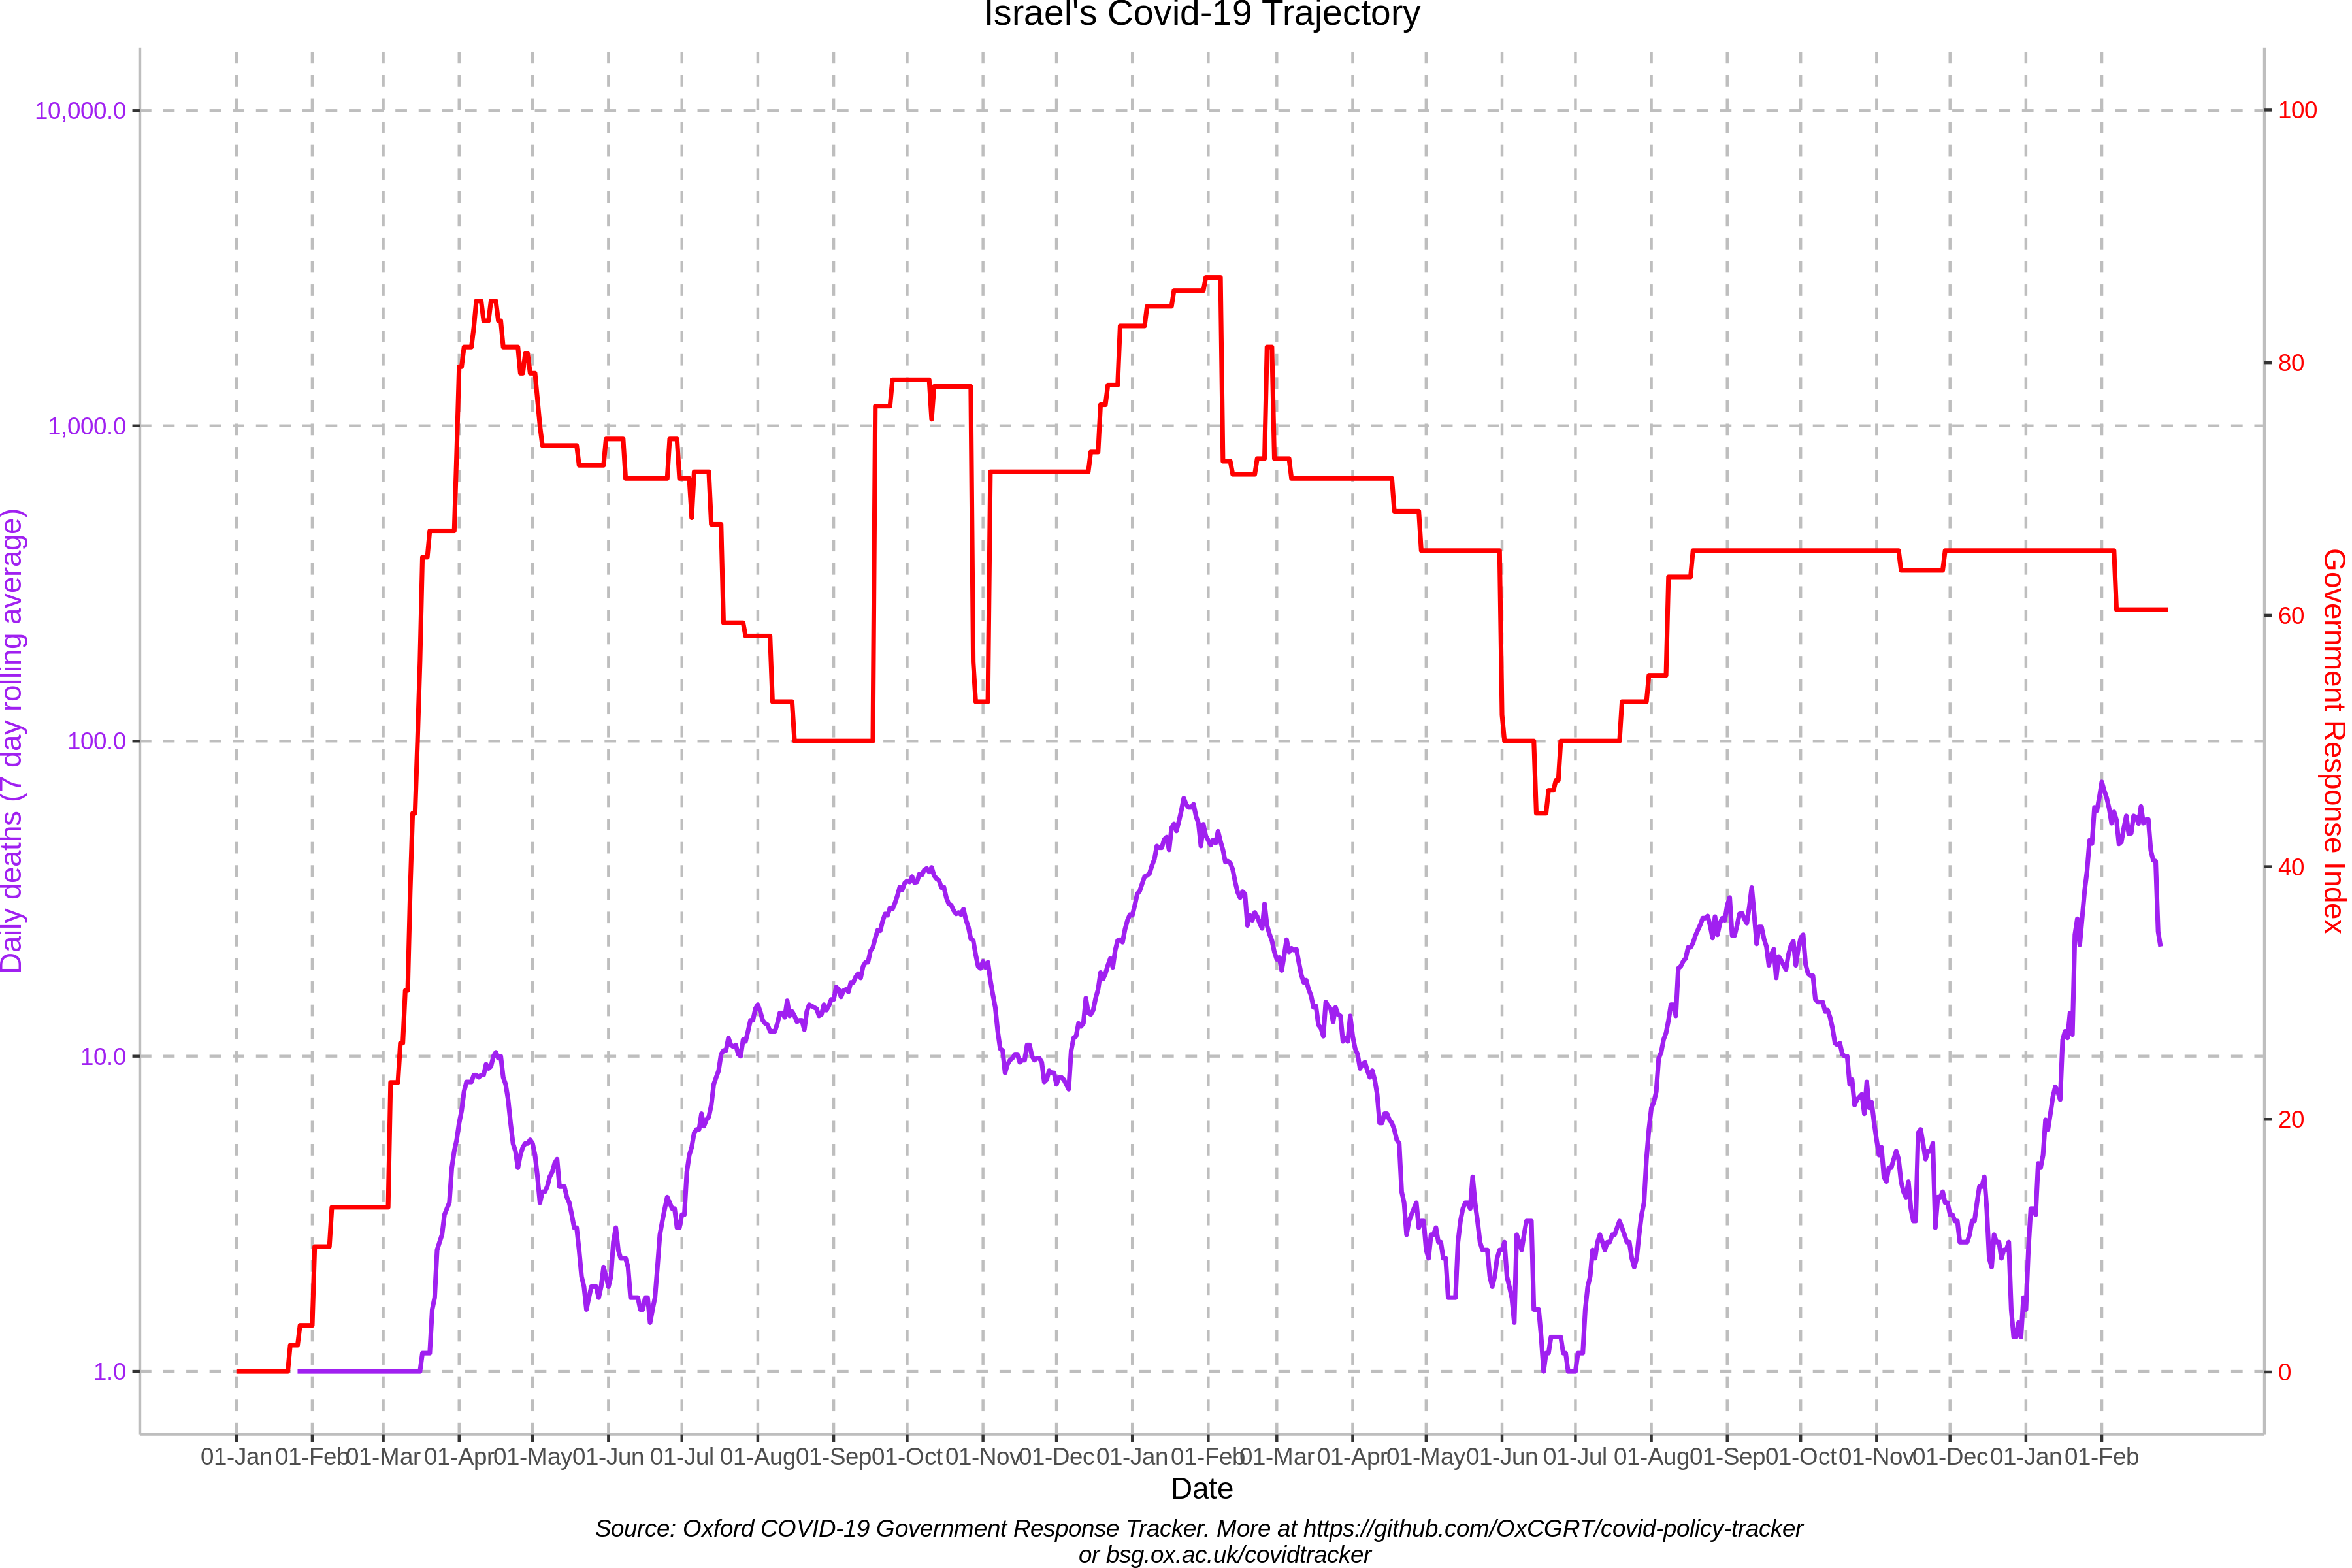 Israel's Covid-19 Trajectory
10,000.0
1,000.0
100.0
10.0
1.0
Daily deaths (7 day rolling average)
100
80
60
40
20
0
Government Response Index
01-Jan 01-Feb 01-Mar 01-Apr 01-May 01-Jun 01-Jul 01-Aug 01-Sep 01-Oct 01-Nov 01-Dec 01-Jan 01-Feb 01-Mar 01-Apr 01-May 01-Jun 01-Jul 01-Aug 01-Sep 01-Oct 01-Nov 01-Dec 01-Jan 01-Feb
Date
Source: Oxford COVID-19 Government Response Tracker. More at https://github.com/OxCGRT/covid-policy-tracker
or bsg.ox.ac.uk/covidtracker